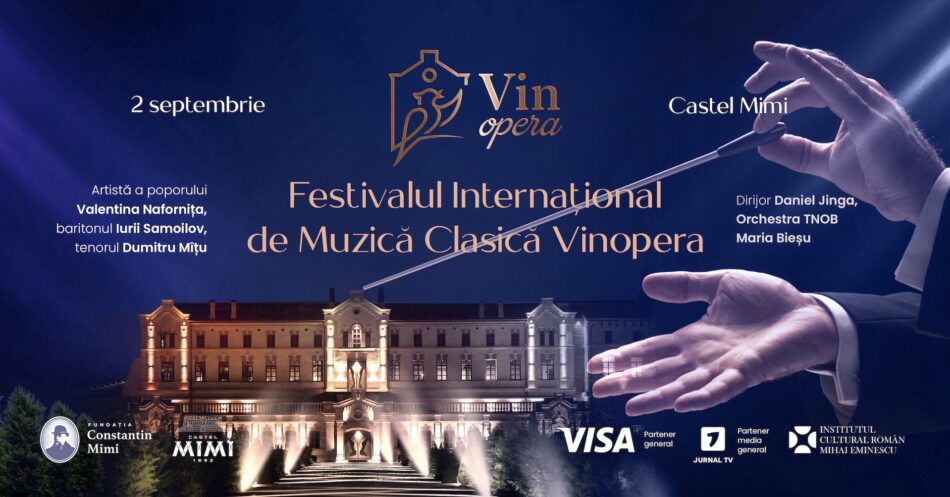 2 septembrie
Vin
opera
Castel Mimi
Festivalul Internațional
de Muzică Clasică Vinopera
Artistă a poporului
Valentina Nafornița,
baritonul Iurii Samoilov,
tenorul Dumitru Mîțu
Dirijor Daniel Jinga,
Orchestra TNOB
Maria Bieșu
FUNDAȚIA
Constantin
Mimi
CASTEL
MIMI
1893
VISA
Partener
general
JURNAL TV
Partener
media
general
INSTITUTUL
CULTURAL ROMÂN
MIHAI EMINESCU